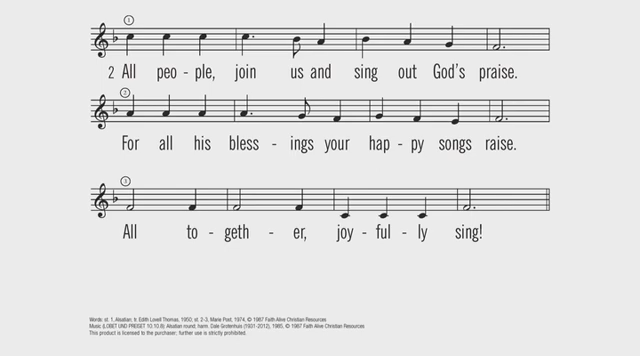 1
2 All peo - ple, join us and sing out God's praise.
2
For all his bless - ings your hap - py songs raise.
3
All to - geth - er, joy - ful - ly sing!
Words: st. 1, Alsatian; tr. Edith Lovell Thomas, 1950; st. 2-3, Marie Post, 1974, © 1987 Faith Alive Christian Resources
Music (LOBET UND PREISET 10.10.8): Alsatian round; harm. Dale Grotenhuis (1931-2012), 1985, © 1987 Faith Alive Christian Resources
This product is licensed to the purchaser; further use is strictly prohibited.